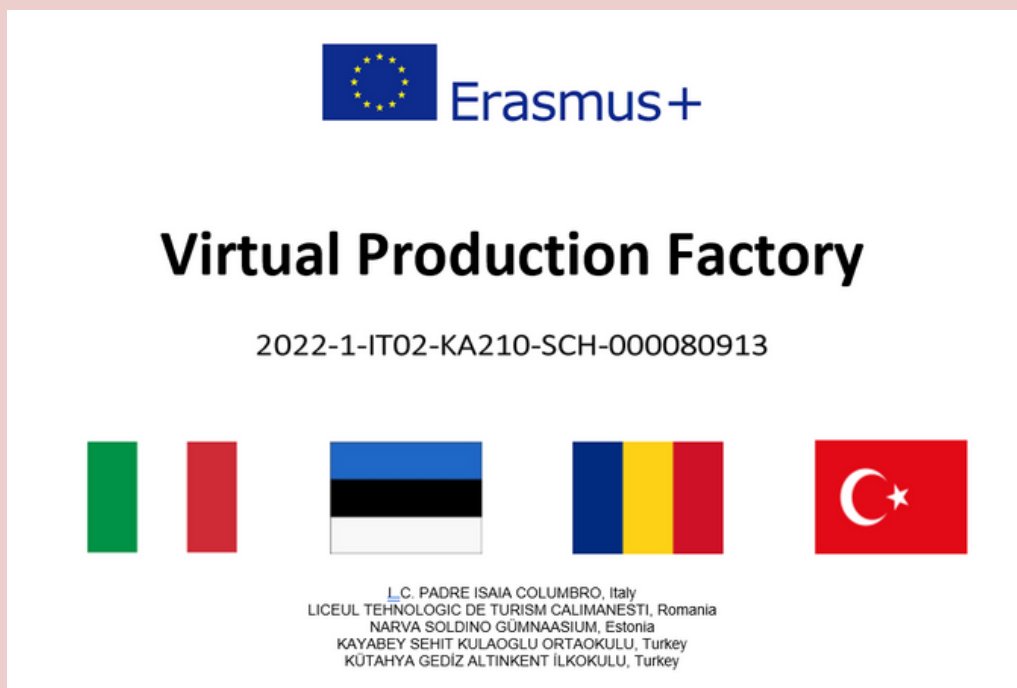 Erasmus+
Virtual Production Factory
2022-1-IT02-KA210-SCH-000080913
I. C. PADRE ISAIA COLUMBRO, Italy
LICEUL TEHNOLOGIC DE TURISM CALIMANESTI, Romania
NARVA SOLDINO GÜMNAASIUM, Estonia
KAYABEY SEHIT KULAOGLU ORTAOKULU, Turkey
KÜTAHYA GEDİZ ALTINKENT İLKOKULU, Turkey